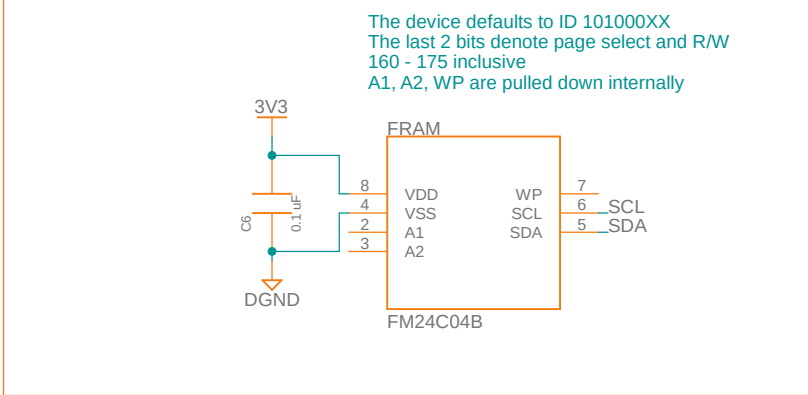 The device defaults to ID 101000XX
The last 2 bits denote page select and R/W
160 - 175 inclusive
A1, A2, WP are pulled down internally
3V3
FRAM
8 VDD WP 7
4 VSS SCL 6 SCL
2 A1 SDA 5 SDA
3 A2
C6
0.1 uF
DGND
FM24C04B